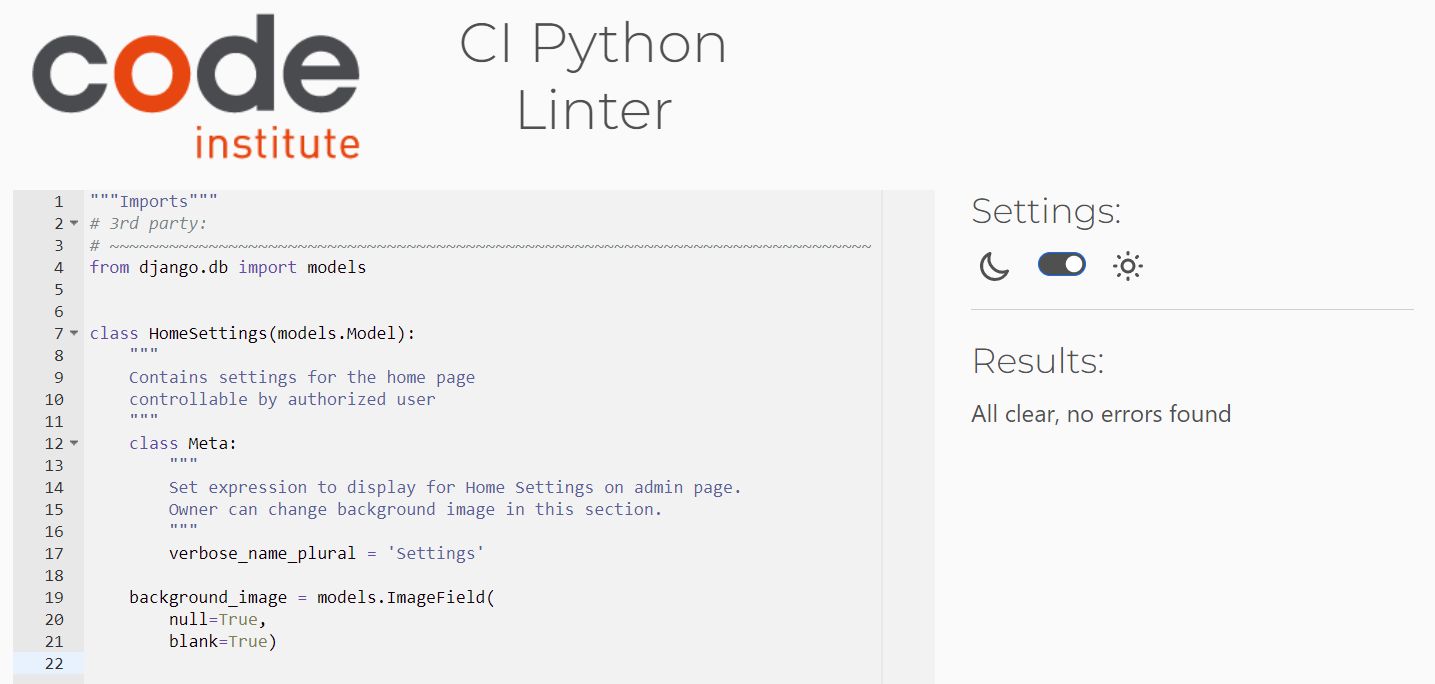 code
institute
CI Python
Linter
1 """Imports"""
2 # 3rd party:
3 # ~~~~~~~~~~~~~~~~~~~~~~~~~~~~~~~~~~~~~~~~~~~~~~~~~~~~~~~~~~~~~~~~~~~~~~~~~~~~~
4 from django.db import models
5
6
7 class HomeSettings(models.Model):
8     """
9     Contains settings for the home page
10     controllable by authorized user
11     """
12     class Meta:
13         """
14         Set expression to display for Home Settings on admin page.
15         Owner can change background image in this section.
16         """
17         verbose_name_plural = 'Settings'
18
19     background_image = models.ImageField(
20         null=True,
21         blank=True)
22
Settings:
Results:
All clear, no errors found